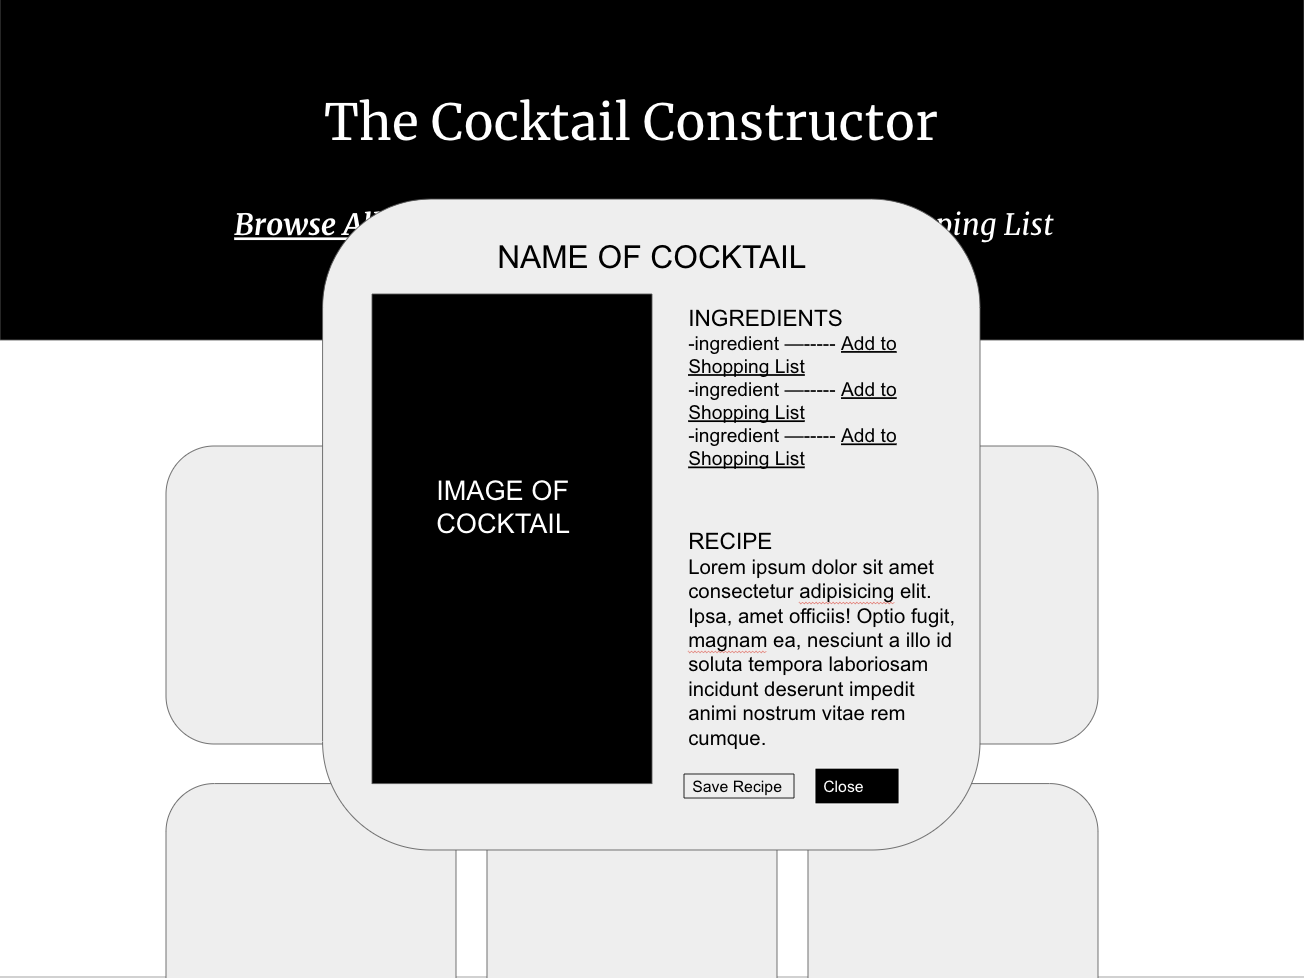 The Cocktail Constructor
Browse All ping List
NAME OF COCKTAIL
IMAGE OF
COCKTAIL
INGREDIENTS
-ingredient —------ Add to
Shopping List
-ingredient —------ Add to
Shopping List
-ingredient —------ Add to
Shopping List
RECIPE
Lorem ipsum dolor sit amet
consectetur adipisicing elit.
Ipsa, amet officiis! Optio fugit,
magnam ea, nesciunt a illo id
soluta tempora laboriosam
incidunt deserunt impedit
animi nostrum vitae rem
cumque.
Save Recipe
Close